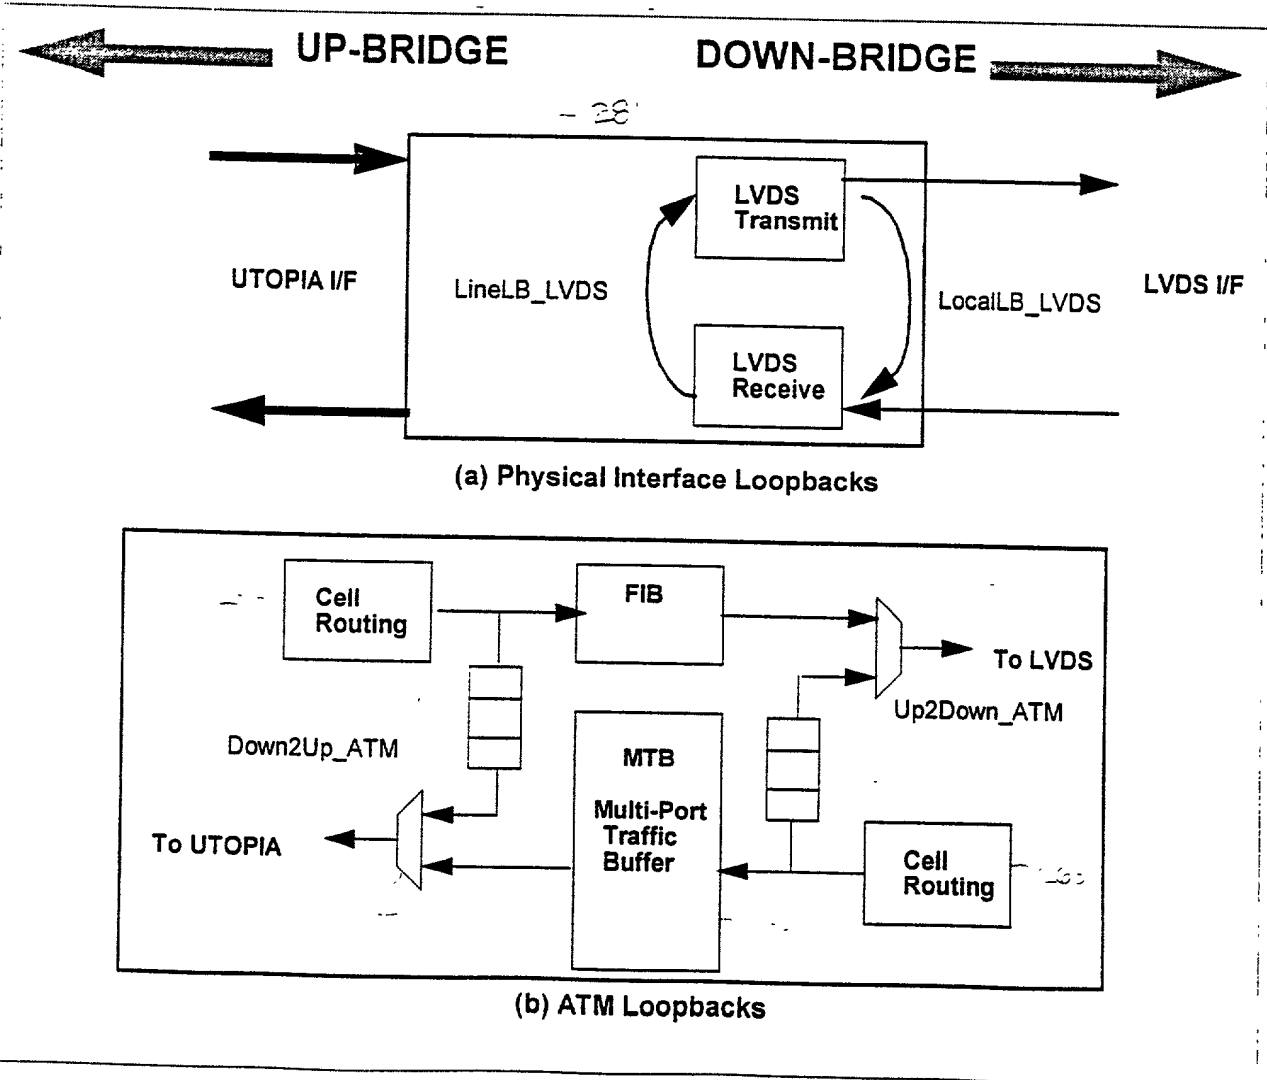 UP-BRIDGE
DOWN-BRIDGE
28
LVDS
Transmit
UTOPIA I/F
LineLB_LVDS
LocalLB_LVDS
LVDS I/F
LVDS
Receive
(a) Physical Interface Loopbacks
Cell
Routing
FIB
To LVDS
Up2Down_ATM
Down2Up_ATM
MTB
Multi-Port
Traffic
Buffer
To UTOPIA
Cell
Routing
(b) ATM Loopbacks